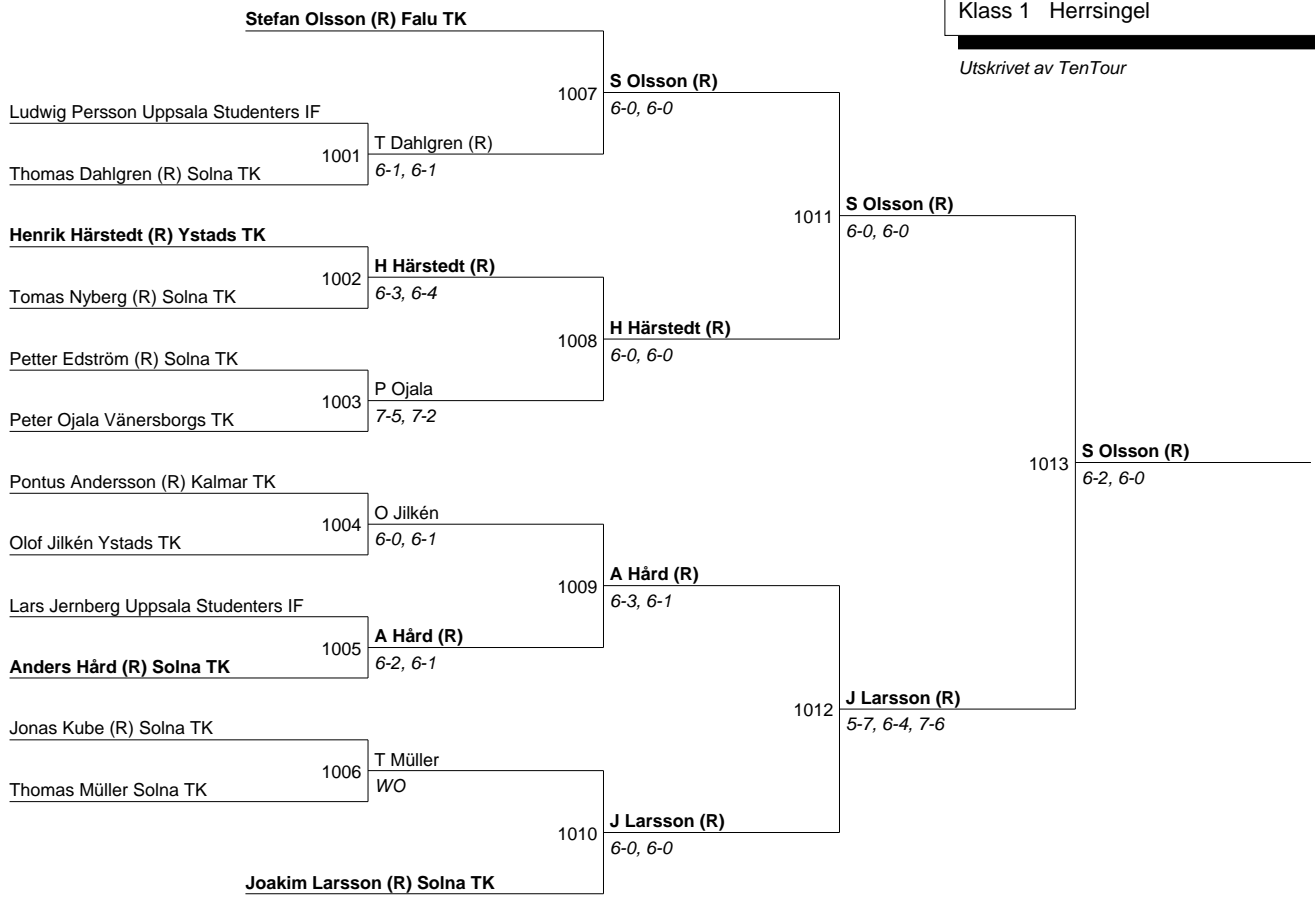 Klass 1 Herrsingel
Utskrivet av TenTour
Stefan Olsson (R) Falu TK
1007
S Olsson (R)
6-0, 6-0
Ludwig Persson Uppsala Studenters IF
1001
T Dahlgren (R)
6-1, 6-1
Thomas Dahlgren (R) Solna TK
1011
S Olsson (R)
6-0, 6-0
Henrik Härstedt (R) Ystads TK
1002
H Härstedt (R)
6-3, 6-4
Tomas Nyberg (R) Solna TK
1008
H Härstedt (R)
6-0, 6-0
Petter Edström (R) Solna TK
1003
P Ojala
7-5, 7-2
Peter Ojala Vänersborgs TK
1013
S Olsson (R)
6-2, 6-0
Pontus Andersson (R) Kalmar TK
1004
O Jilkén
6-0, 6-1
Olof Jilkén Ystads TK
1009
A Hård (R)
6-3, 6-1
Lars Jernberg Uppsala Studenters IF
1005
A Hård (R)
6-2, 6-1
Anders Hård (R) Solna TK
1012
J Larsson (R)
5-7, 6-4, 7-6
Jonas Kube (R) Solna TK
1006
T Müller
WO
Thomas Müller Solna TK
1010
J Larsson (R)
6-0, 6-0
Joakim Larsson (R) Solna TK